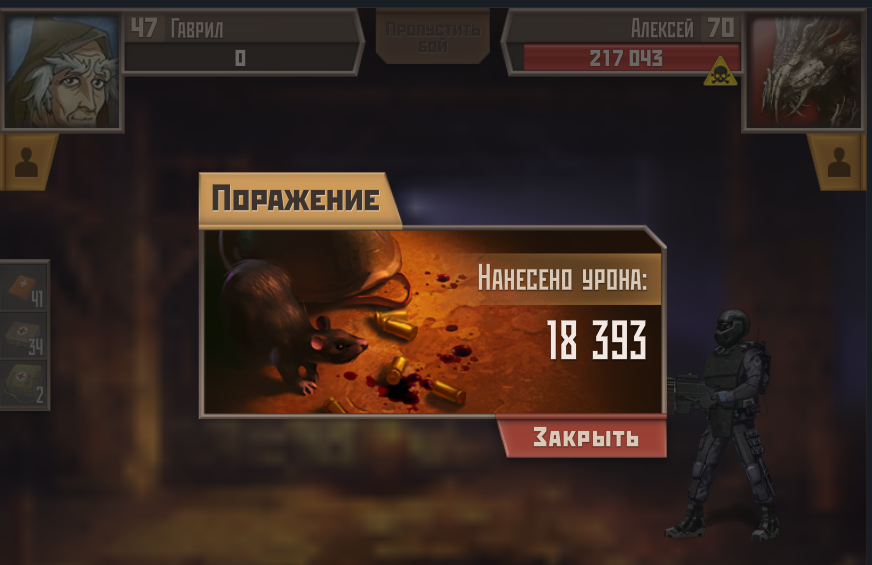 47 Гаврил
0
Пропустить
бой
Алексей 70
217 043
Поражение
Нанесено урона:
18 393
41
34
2
Закрыть